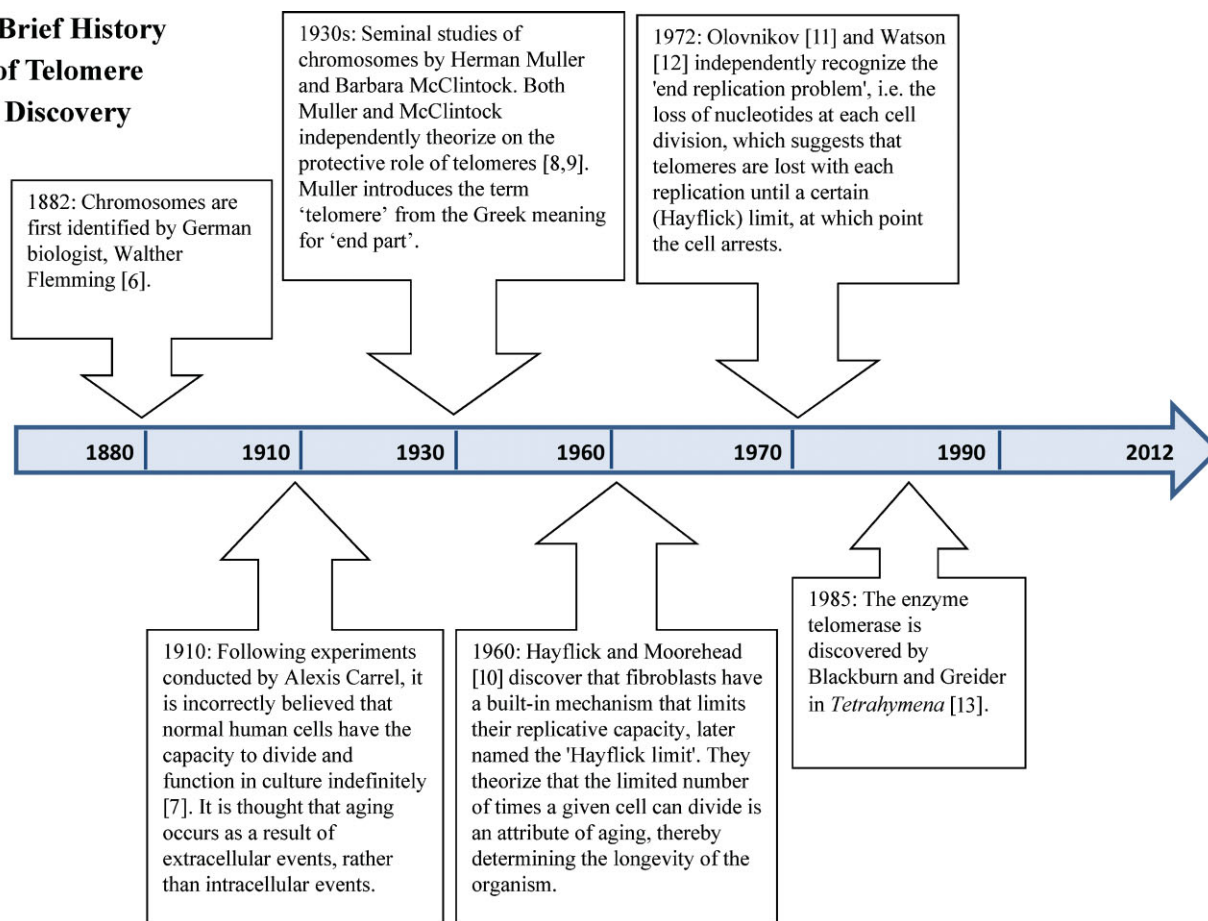 Brief History
of Telomere
Discovery
1882: Chromosomes are
first identified by German
biologist, Walther
Flemming [6].
1930s: Seminal studies of
chromosomes by Herman Muller
and Barbara McClintock. Both
Muller and McClintock
independently theorize on the
protective role of telomeres [8,9].
Muller introduces the term
‘telomere’ from the Greek meaning
for ‘end part’.
1972: Olovnikov [11] and Watson
[12] independently recognize the
'end replication problem', i.e. the
loss of nucleotides at each cell
division, which suggests that
telomeres are lost with each
replication until a certain
(Hayflick) limit, at which point
the cell arrests.
1880
1910
1930
1960
1970
1990
2012
1910: Following experiments
conducted by Alexis Carrel, it
is incorrectly believed that
normal human cells have the
capacity to divide and
function in culture indefinitely
[7]. It is thought that aging
occurs as a result of
extracellular events, rather
than intracellular events.
1960: Hayflick and Moorehead
[10] discover that fibroblasts have
a built-in mechanism that limits
their replicative capacity, later
named the 'Hayflick limit'. They
theorize that the limited number
of times a given cell can divide is
an attribute of aging, thereby
determining the longevity of the
organism.
1985: The enzyme
telomerase is
discovered by
Blackburn and Greider
in Tetrahymena [13].